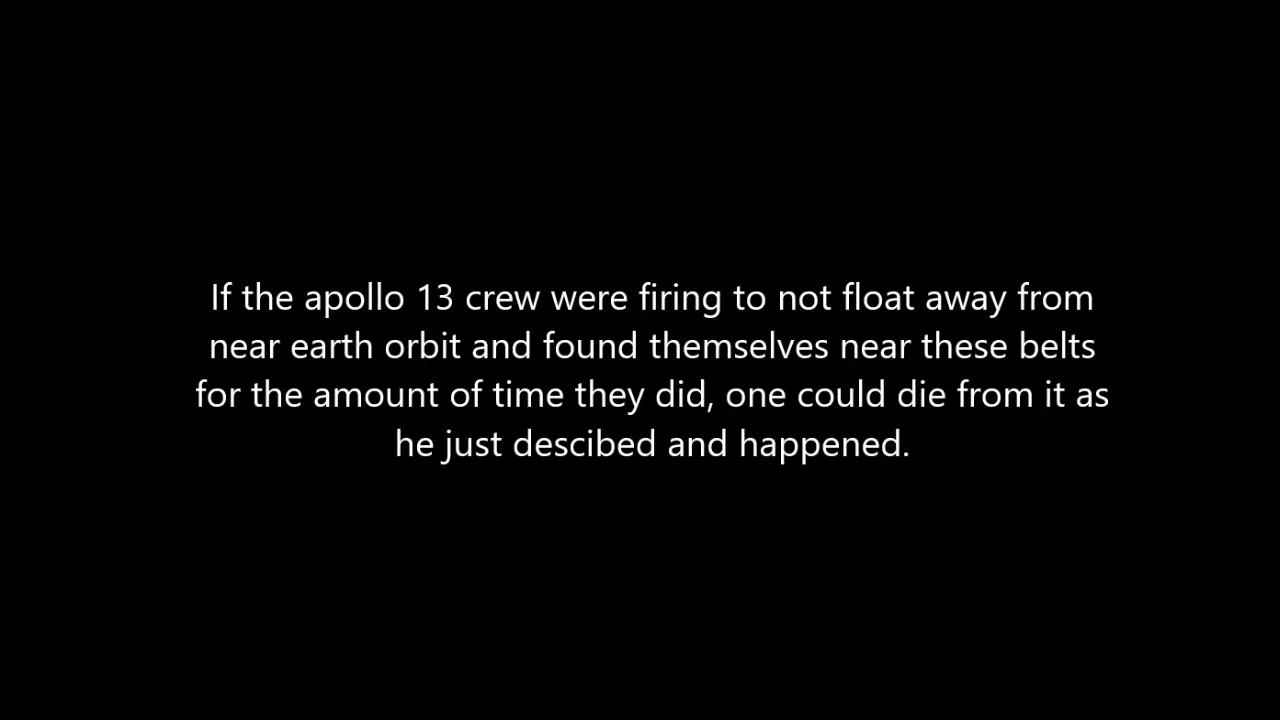 If the apollo 13 crew were firing to not float away from
near earth orbit and found themselves near these belts
for the amount of time they did, one could die from it as
he just descibed and happened.